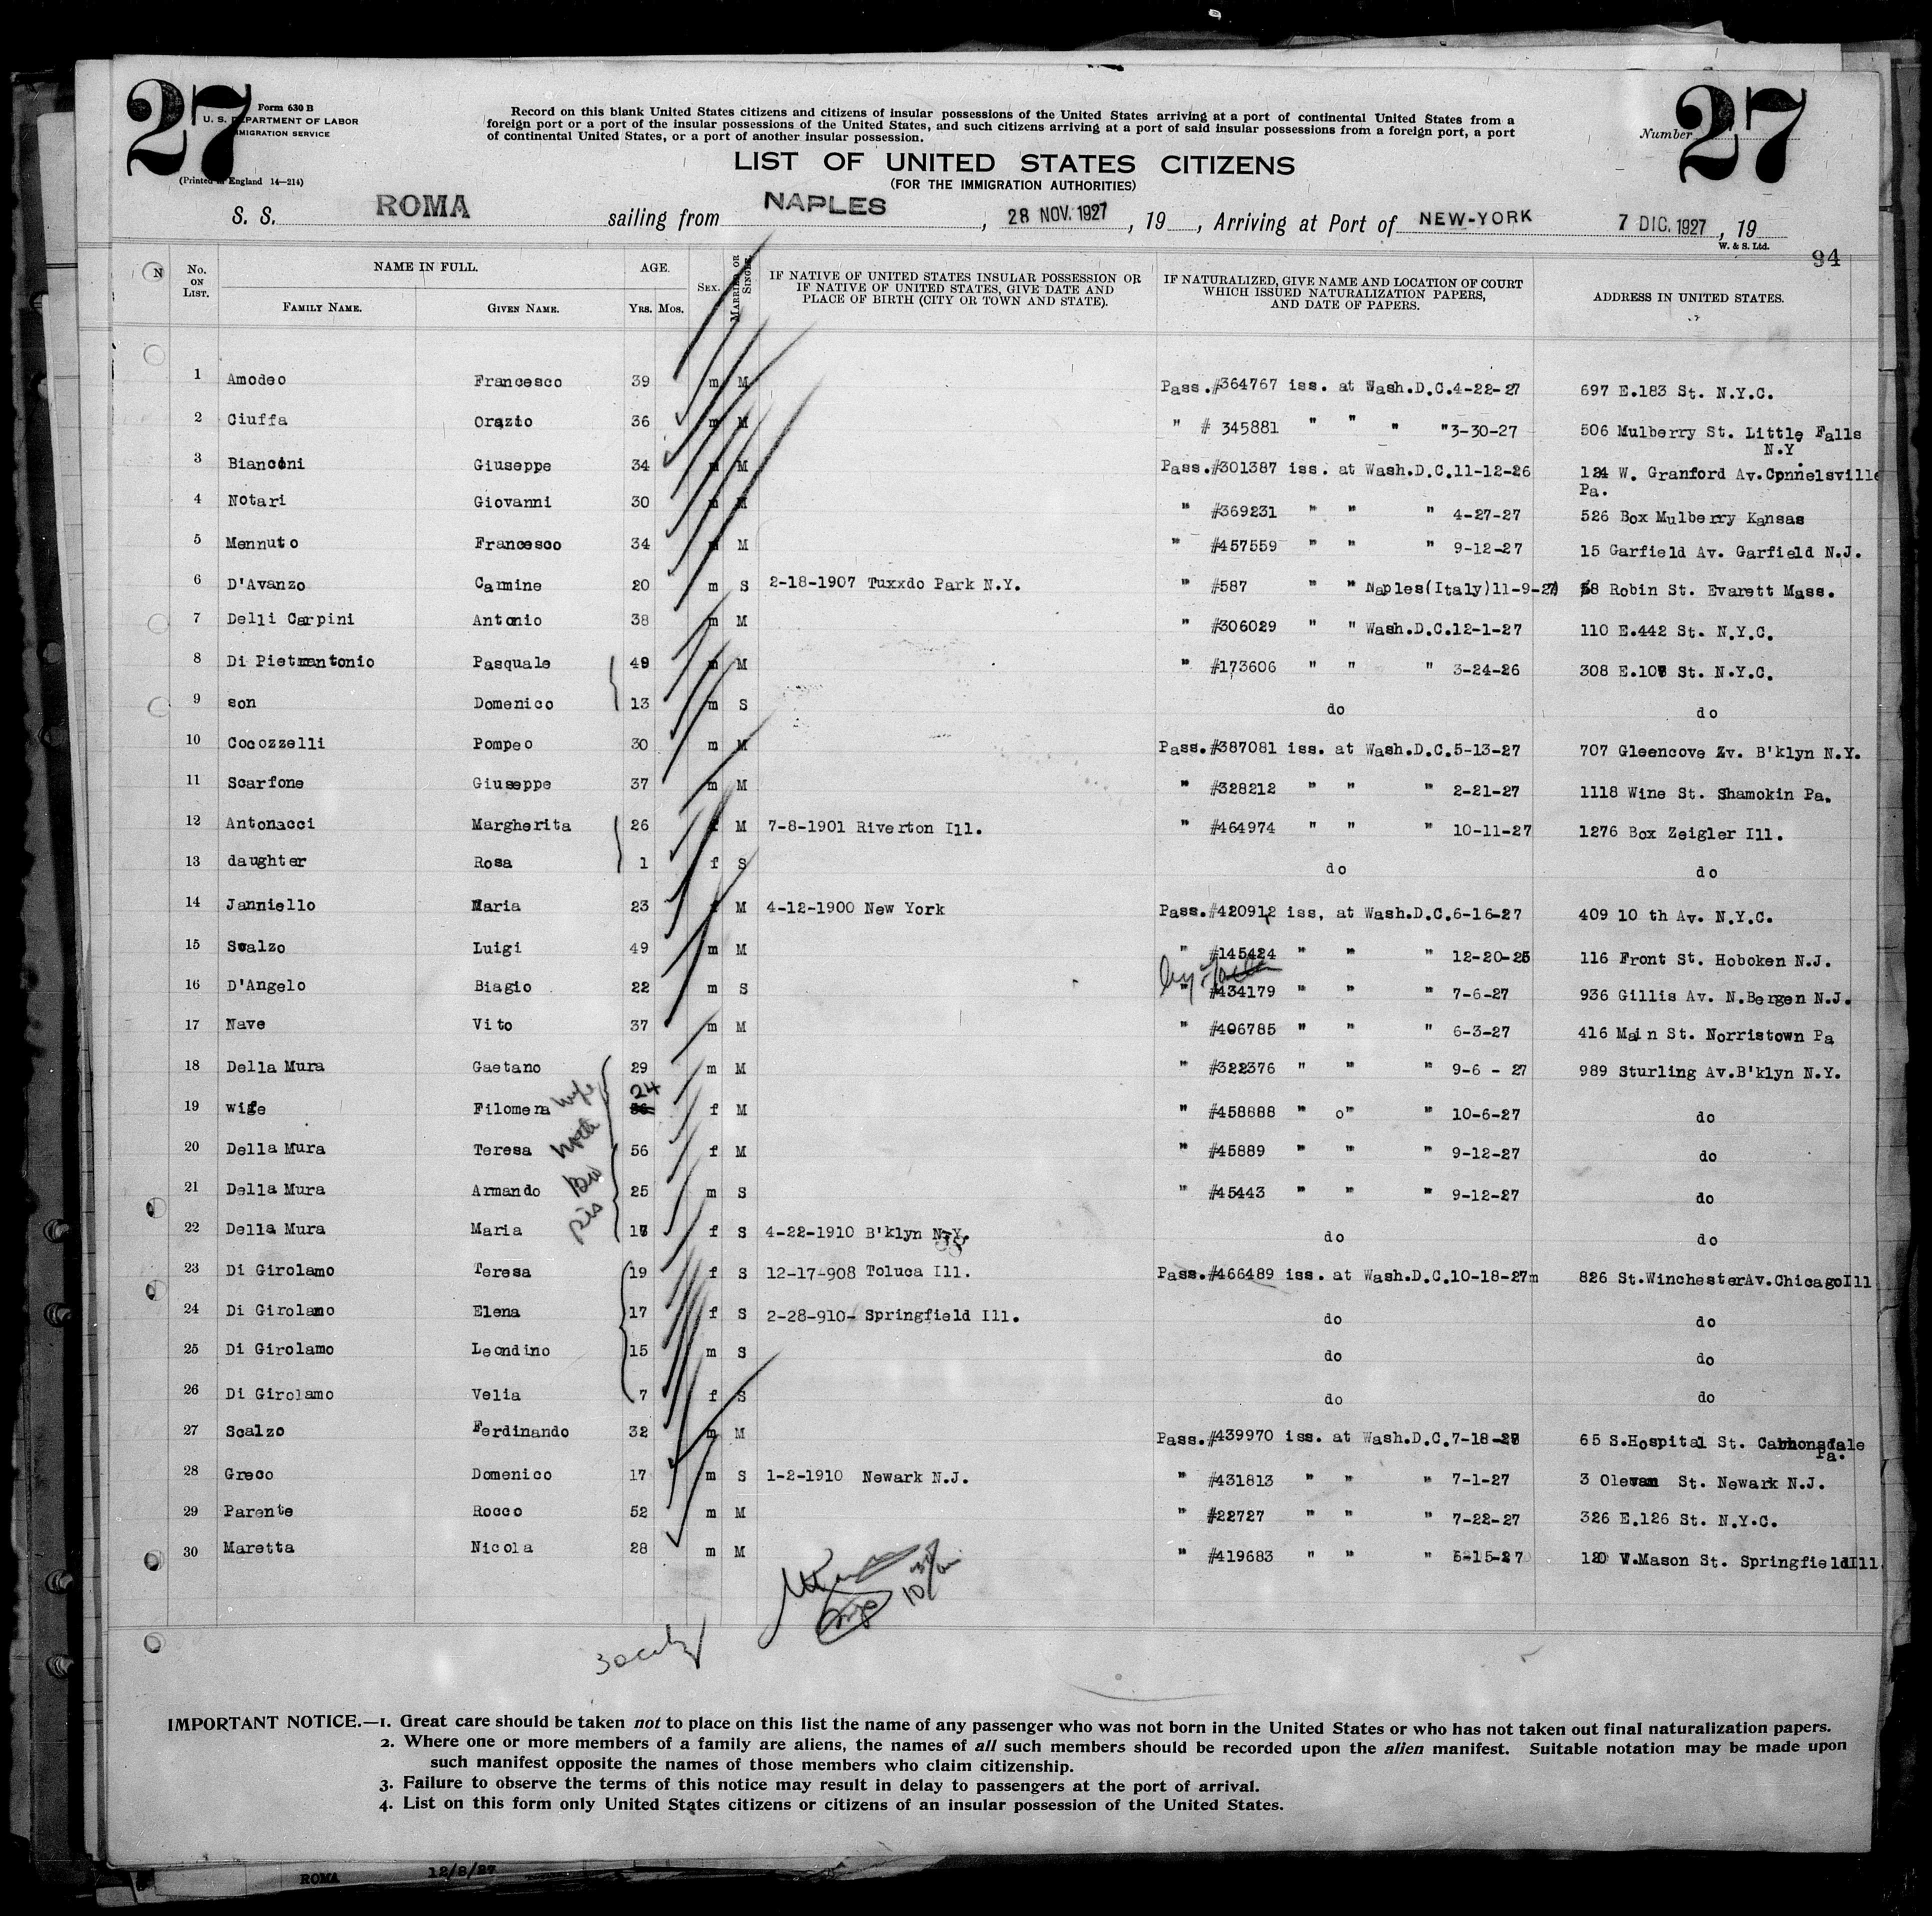 27
Form 630 B
U. S. DEPARTMENT OF LABOR
IMMIGRATION SERVICE
(Printed in England 14—214)
Record on this blank United States citizens and citizens of insular possessions of the United States arriving at a port of continental United States from a
foreign port or a port of the insular possessions of the United States, and such citizens arriving at a port of said insular possessions from a foreign port, a port
of continental United States, or a port of another insular possession.
Number
27
LIST OF UNITED STATES CITIZENS
(FOR THE IMMIGRATION AUTHORITIES)
S. S. ROMA sailing from NAPLES, 28 NOV. 1927, 19, Arriving at Port of NEW-YORK 7 DIC. 1927, 19
W. & S. Ltd.
94
N
No. ON LIST. NAME IN FULL. FAMILY NAME. GIVEN NAME. AGE. YRS. MOS. SEX. MARRIED OR SINGLE. IF NATIVE OF UNITED STATES INSULAR POSSESSION OR IF NATIVE OF UNITED STATES, GIVE DATE AND PLACE OF BIRTH (CITY OR TOWN AND STATE). IF NATURALIZED, GIVE NAME AND LOCATION OF COURT WHICH ISSUED NATURALIZATION PAPERS, AND DATE OF PAPERS. ADDRESS IN UNITED STATES.
1 Amodeo Francesco 39 m M Pass.#364767 iss. at Wash.D.C.4-22-27 697 E.183 St. N.Y.C.
2 Ciuffa Orazio 36 m M " # 345881 " " " "3-30-27 506 Mulberry St. Little Falls
N.Y.
3 Bianconi Giuseppe 34 m M Pass.#301387 iss. at Wash.D.C.11-12-26 124 W. Granford Av.Connelsville
Pa.
4 Notari Giovanni 30 m M " #369231 " " " 4-27-27 526 Box Mulberry Kansas
5 Mennuto Francesco 34 m M " #457559 " " " 9-12-27 15 Garfield Av. Garfield N.J.
6 D'Avanzo Carmine 20 m S 2-18-1907 Tuxxdo Park N.Y. " #587 " " Naples(Italy)11-9-27) 58 Robin St. Evarett Mass.
7 Delli Carpini Antonio 38 m M " #306029 " " Wash.D.C.12-1-27 110 E.442 St. N.Y.C.
8 Di Pietrantonio Pasquale 49 m M " #173606 " " " 3-24-26 308 E.107 St. N.Y.C.
9 son Domenico 13 m S do do
10 Cocozzelli Pompeo 30 m M Pass.#387081 iss. at Wash.D.C.5-13-27 707 Gleencove Zv. B'klyn N.Y.
11 Scarfone Giuseppe 37 m M " #328212 " " " 2-21-27 1118 Wine St. Shamokin Pa.
12 Antonacci Margherita 26 f M 7-8-1901 Riverton Ill. " #464974 " " " 10-11-27 1276 Box Zeigler Ill.
13 daughter Rosa 1 f S do do
14 Janniello Maria 23 f M 4-12-1900 New York Pass.#420912 iss, at Wash.D.C.6-16-27 409 10 th Av. N.Y.C.
15 Scalzo Luigi 49 m M " #145424 " " " 12-20-25 116 Front St. Hoboken N.J.
16 D'Angelo Biagio 22 m S " #434179 " " " 7-6-27 936 Gillis Av. N.Bergen N.J.
17 Nave Vito 37 m M " #406785 " " " 6-3-27 416 Main St. Norristown Pa
18 Della Mura Gaetano 29 m M " #322376 " " " 9-6 - 27 989 Sturling Av.B'klyn N.Y.
19 wife Filomena wife 24 f M " #458888 " o" " 10-6-27 do
20 Della Mura Teresa moth 56 f M " #45889 " " " 9-12-27 do
21 Della Mura Armando Bro 25 m S " #45443 " " " 9-12-27 do
22 Della Mura Maria sis 17 f S 4-22-1910 B'klyn N.Y. do do
23 Di Girolamo Teresa 19 f S 12-17-908 Toluca Ill. Pass.#466489 iss. at Wash.D.C.10-18-27m 826 St.WinchesterAv.ChicagoIll
24 Di Girolamo Elena 17 f S 2-28-910- Springfield Ill. do do
25 Di Girolamo Leondino 15 m S do do
26 Di Girolamo Velia 7 f S do do
27 Scalzo Ferdinando 32 m M Pass.#439970 iss. at Wash.D.C.7-18-27 65 S.Hospital St. Carbonsdale
Pa.
28 Greco Domenico 17 m S 1-2-1910 Newark N.J. " #431813 " " " 7-1-27 3 Olevan St. Newark N.J.
29 Parente Rocco 52 m M " #22727 " " " 7-22-27 326 E.126 St. N.Y.C.
30 Maretta Nicola 28 m M " #419683 " " " 6-15-27 120 W.Mason St. SpringfieldIll.
IMPORTANT NOTICE.—1. Great care should be taken not to place on this list the name of any passenger who was not born in the United States or who has not taken out final naturalization papers.
2. Where one or more members of a family are aliens, the names of all such members should be recorded upon the alien manifest. Suitable notation may be made upon
such manifest opposite the names of those members who claim citizenship.
3. Failure to observe the terms of this notice may result in delay to passengers at the port of arrival.
4. List on this form only United States citizens or citizens of an insular possession of the United States.
ROMA 12/8/27